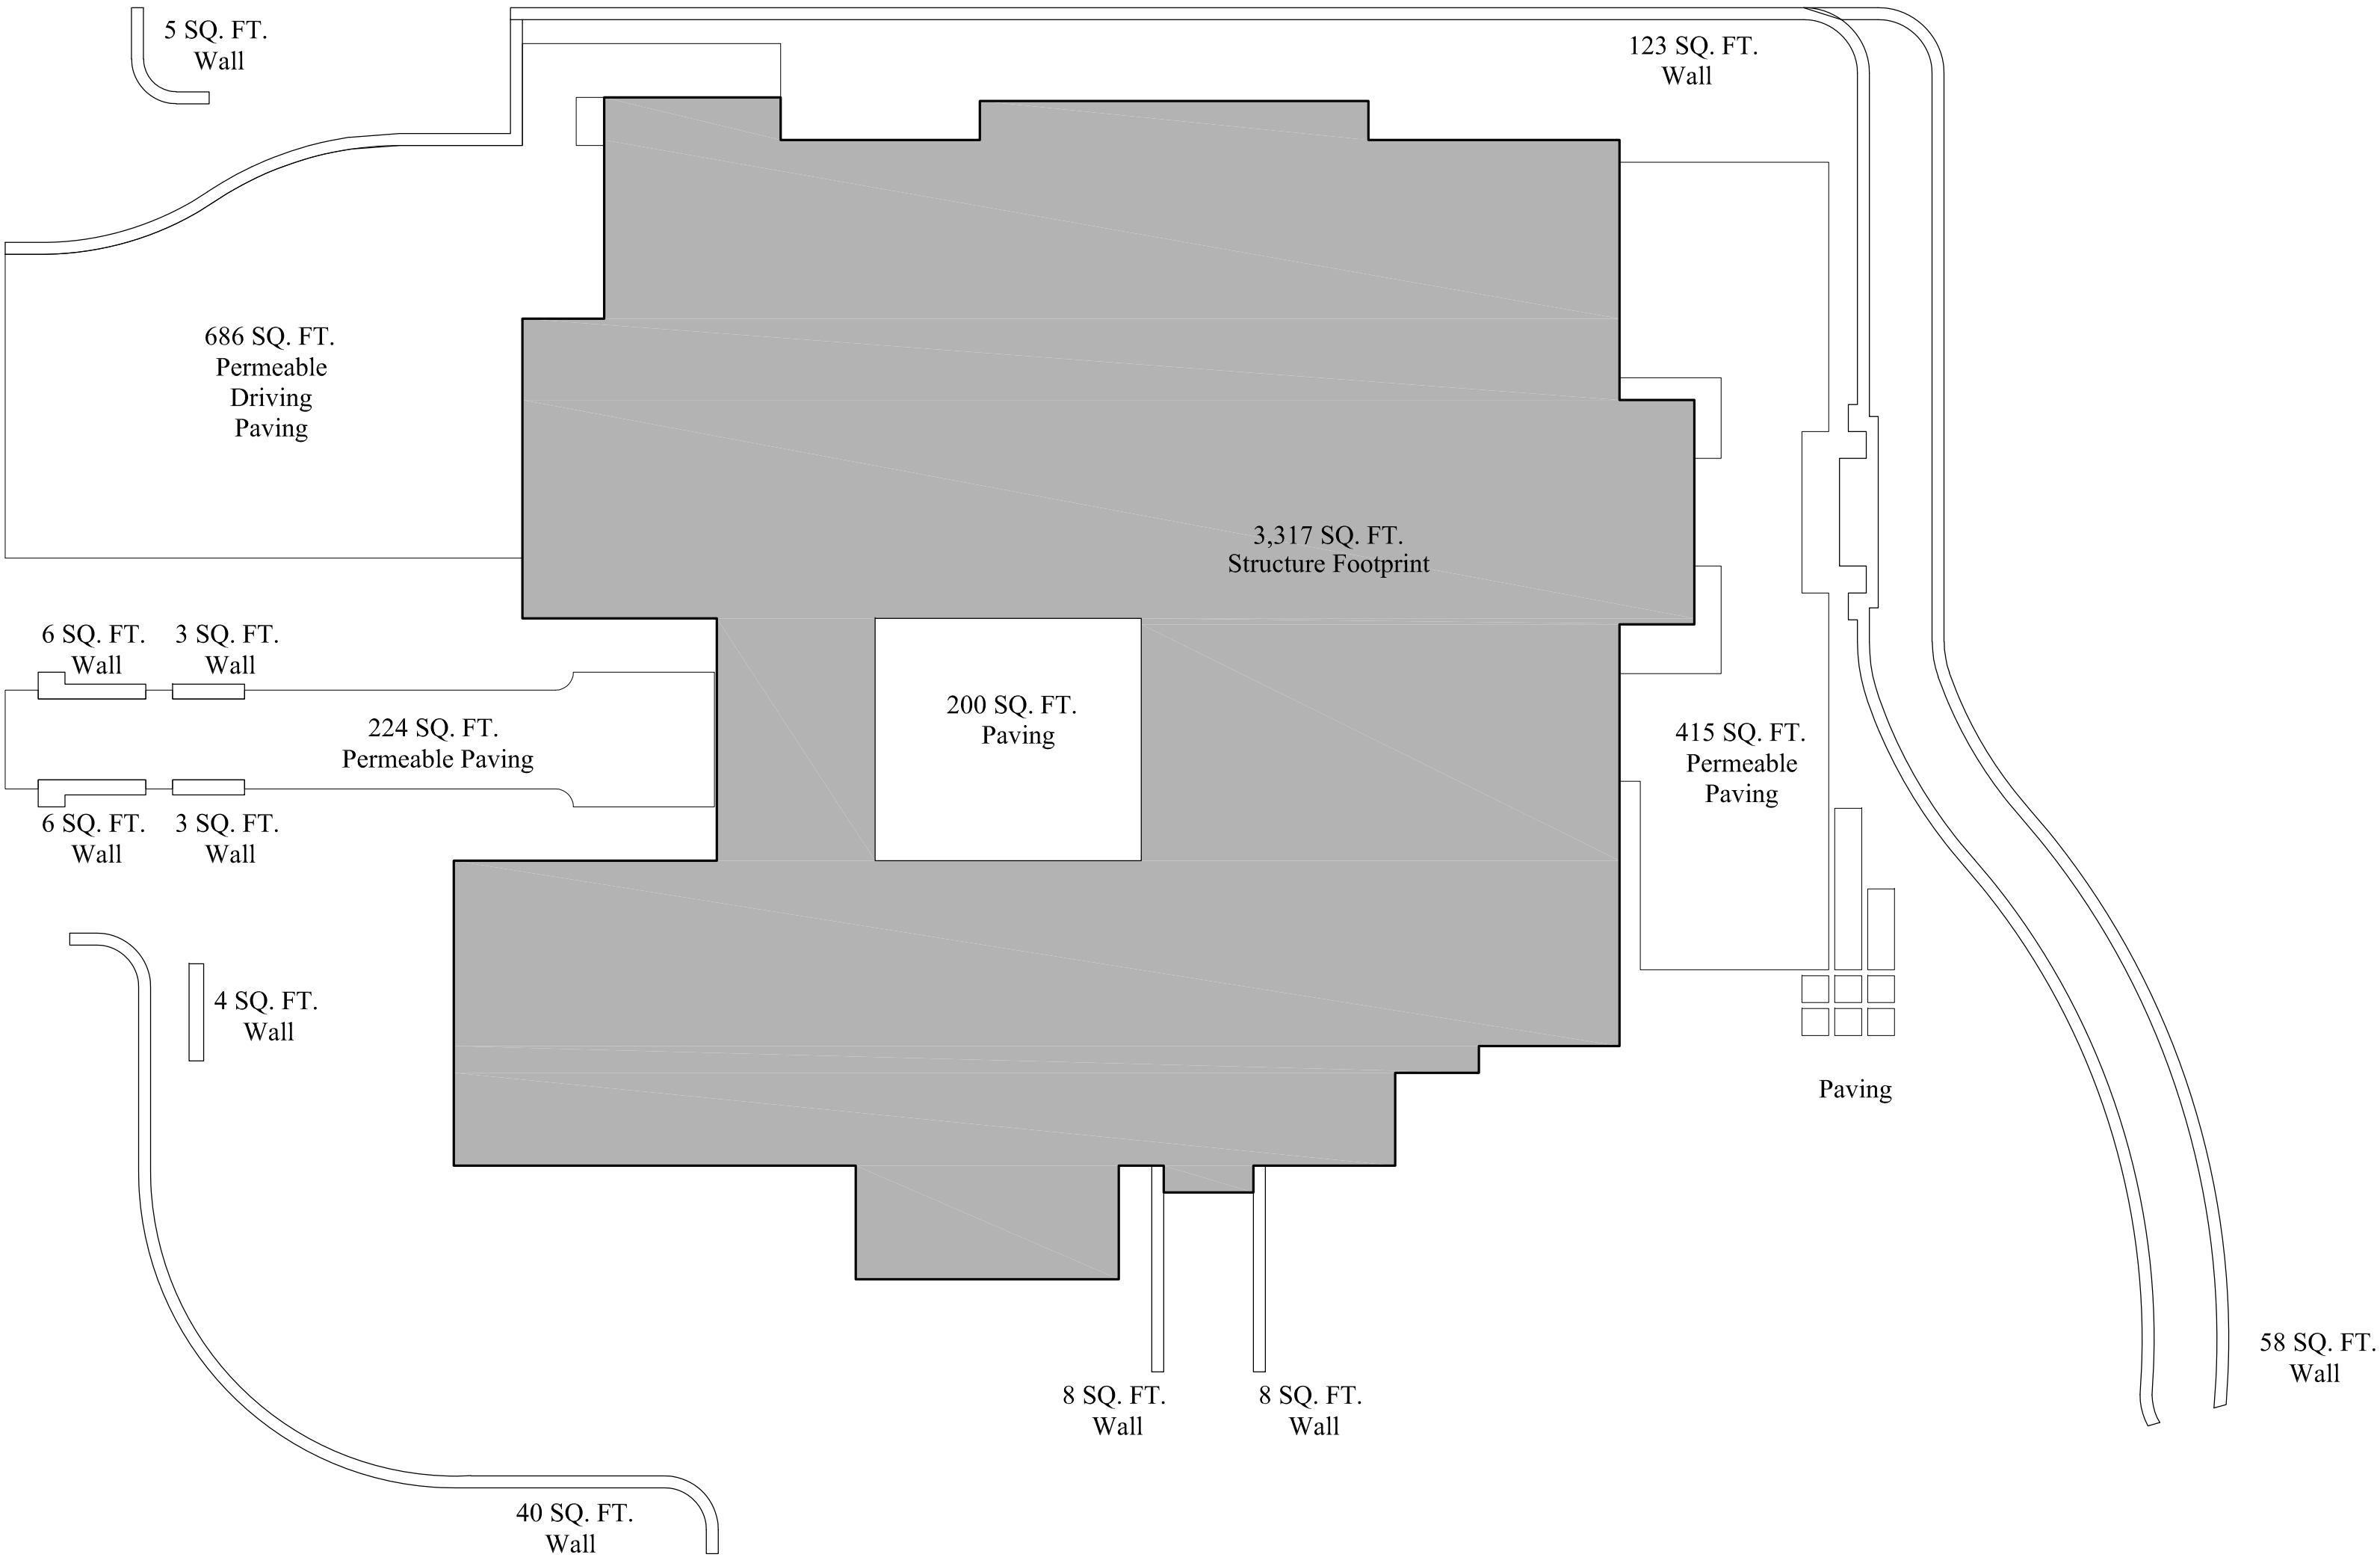 5 SQ. FT.
Wall
123 SQ. FT.
Wall
686 SQ. FT.
Permeable
Driving
Paving
3,317 SQ. FT.
Structure Footprint
6 SQ. FT.
Wall
3 SQ. FT.
Wall
224 SQ. FT.
Permeable Paving
200 SQ. FT.
Paving
415 SQ. FT.
Permeable
Paving
6 SQ. FT.
Wall
3 SQ. FT.
Wall
4 SQ. FT.
Wall
Paving
58 SQ. FT.
Wall
8 SQ. FT.
Wall
8 SQ. FT.
Wall
40 SQ. FT.
Wall